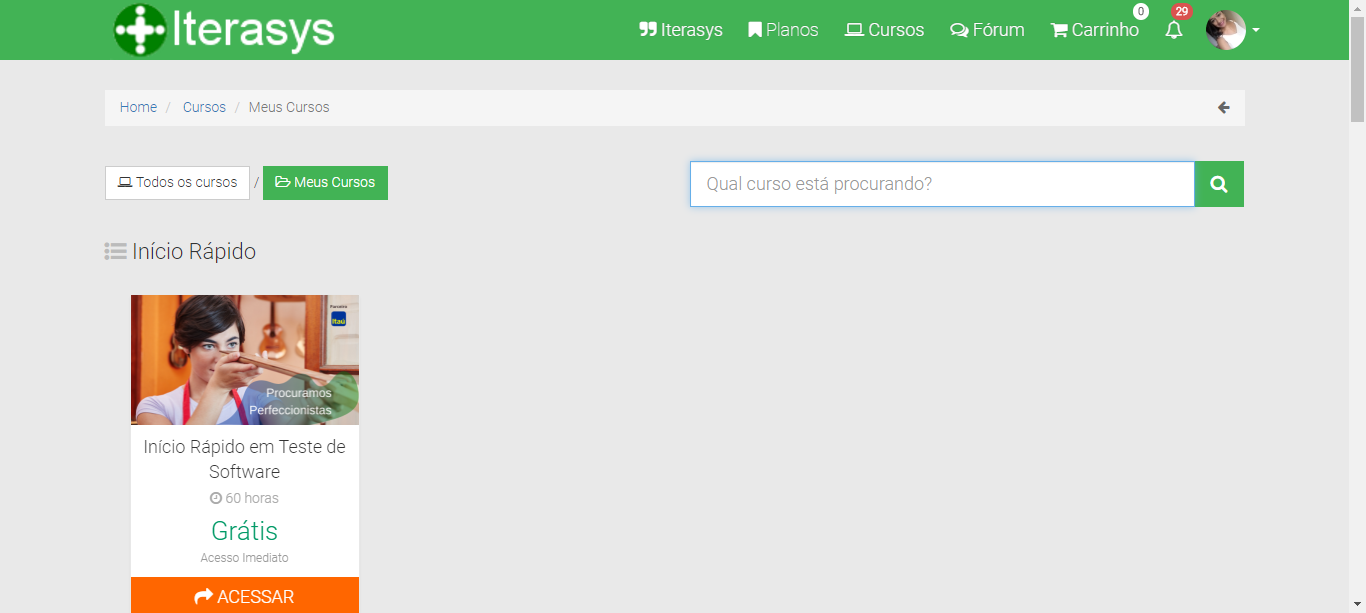 Iterasys
Iterasys
Planos
Cursos
Fórum
Carrinho
0
29
Home / Cursos / Meus Cursos
Todos os cursos / Meus Cursos
Qual curso está procurando?
Início Rápido
Parceiro
Itaú
Procuramos
Perfeccionistas
Início Rápido em Teste de
Software
60 horas
Grátis
Acesso Imediato
ACESSAR